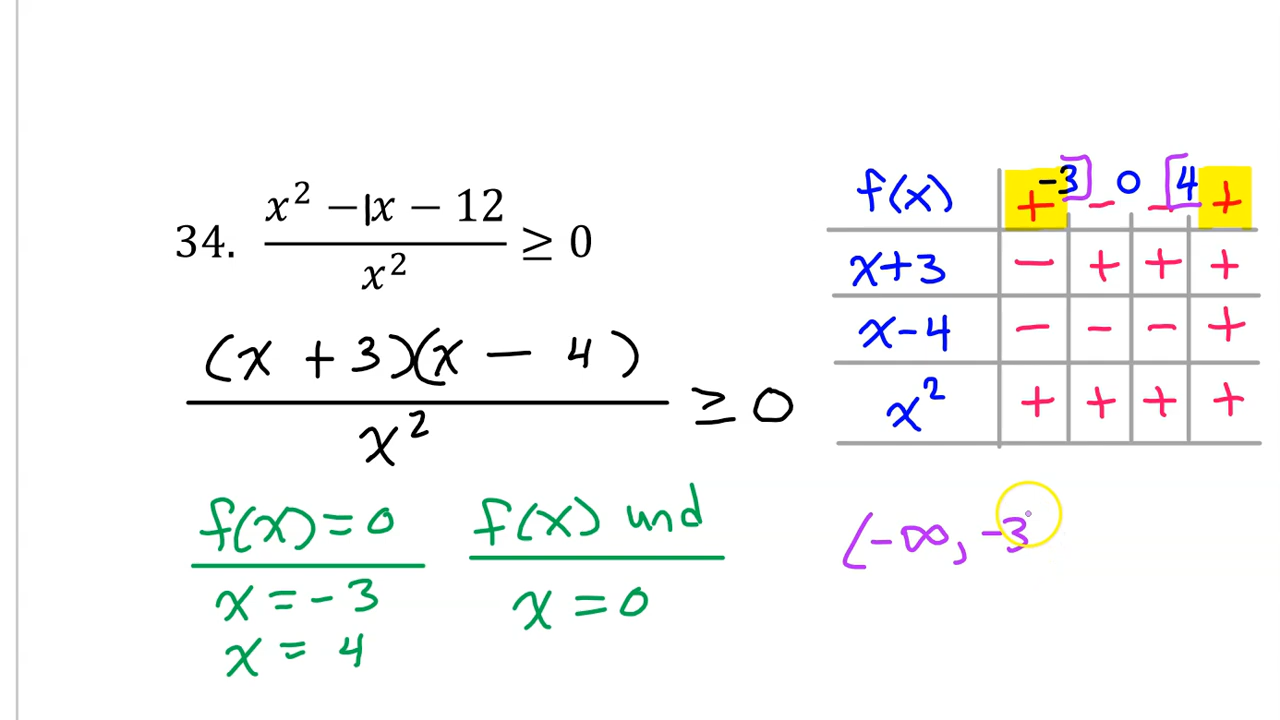 34. x² − 1x − 12 / x² ≥ 0
(x + 3)(x − 4) / x² ≥ 0
f(x) = 0
x = −3
x = 4
f(x) und
x = 0
−3] 0 [4
f(x) + − − +
x+3 − + + +
x−4 − − − +
x² + + + +
(−∞, −3